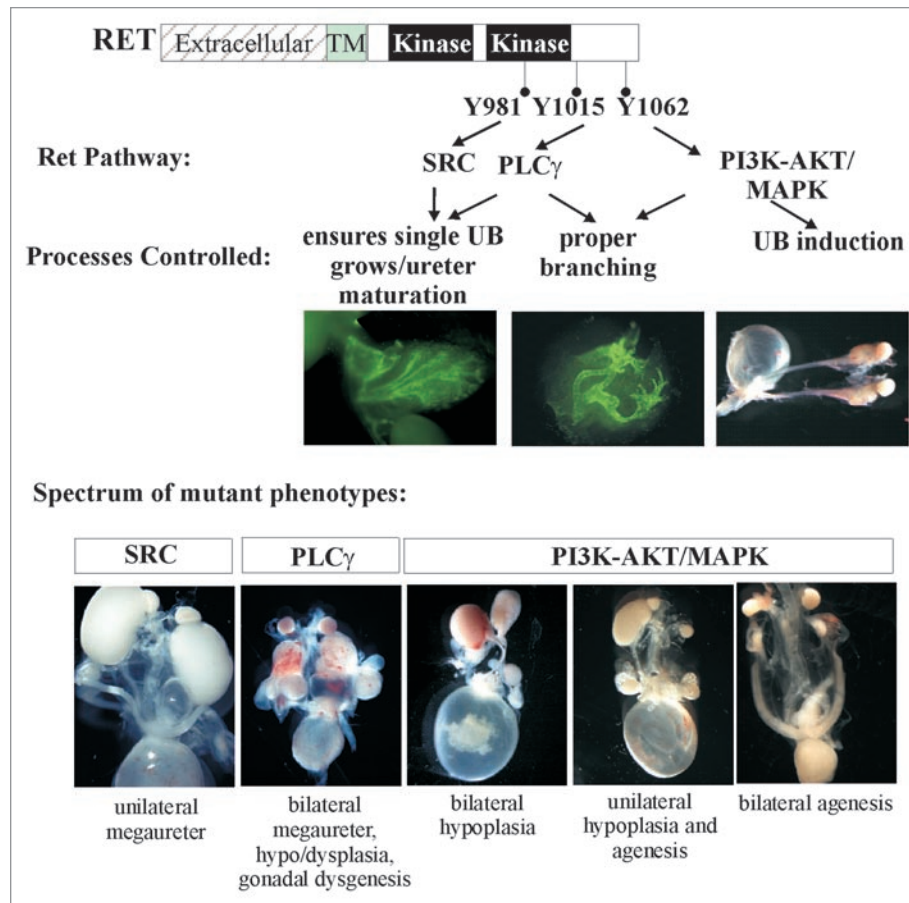 RET Extracellular TM Kinase Kinase
Y981 Y1015 Y1062
Ret Pathway:
SRC PLCγ PI3K-AKT/
MAPK
Processes Controlled:
ensures single UB
grows/ureter
maturation
proper
branching
UB induction
Spectrum of mutant phenotypes:
SRC PLCγ PI3K-AKT/MAPK
unilateral
megaureter
bilateral
megaureter,
hypo/dysplasia,
gonadal dysgenesis
bilateral
hypoplasia
unilateral
hypoplasia and
agenesis
bilateral agenesis